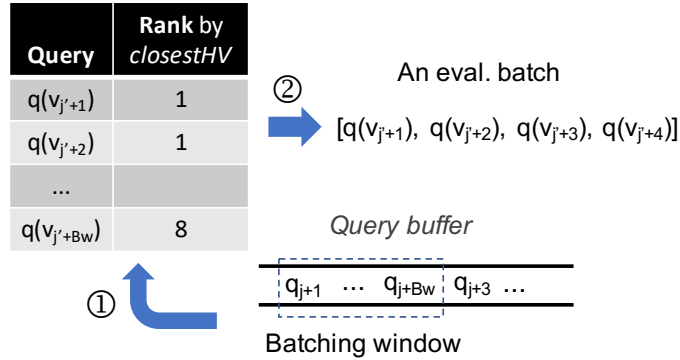 Query Rank by closestHV
q(vj'+1) 1
q(vj'+2) 1
...
q(vj'+Bw) 8
②
An eval. batch
[q(vj'+1), q(vj'+2), q(vj'+3), q(vj'+4)]
Query buffer
①
qj+1 ... qj+Bw qj+3 ...
Batching window